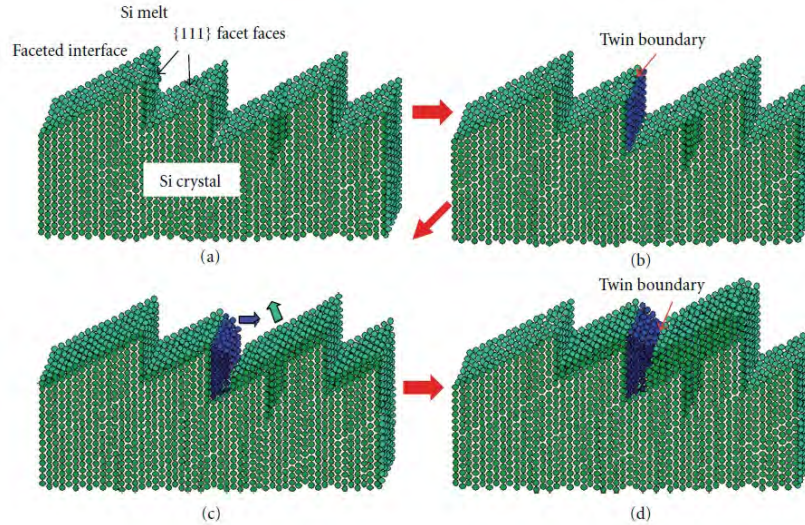 Si melt
Faceted interface
{111} facet faces
Si crystal
(a)
Twin boundary
(b)
(c)
Twin boundary
(d)